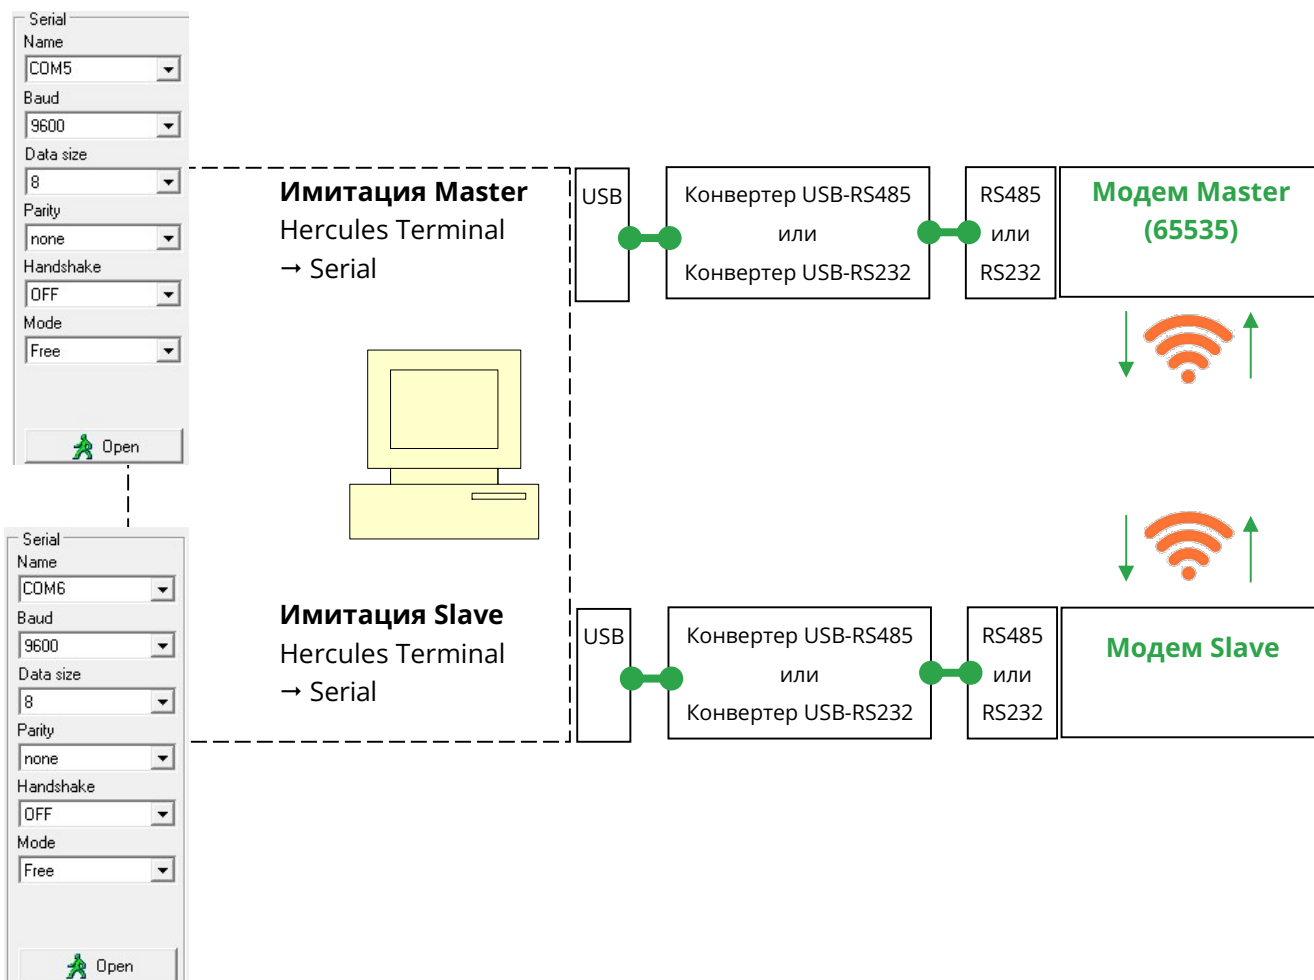 Serial
Name
COM5
Baud
9600
Data size
8
Parity
none
Handshake
OFF
Mode
Free
Open
Имитация Master
Hercules Terminal
→ Serial
USB
Конвертер USB-RS485
или
Конвертер USB-RS232
RS485
или
RS232
Модем Master
(65535)
Serial
Name
COM6
Baud
9600
Data size
8
Parity
none
Handshake
OFF
Mode
Free
Open
Имитация Slave
Hercules Terminal
→ Serial
USB
Конвертер USB-RS485
или
Конвертер USB-RS232
RS485
или
RS232
Модем Slave